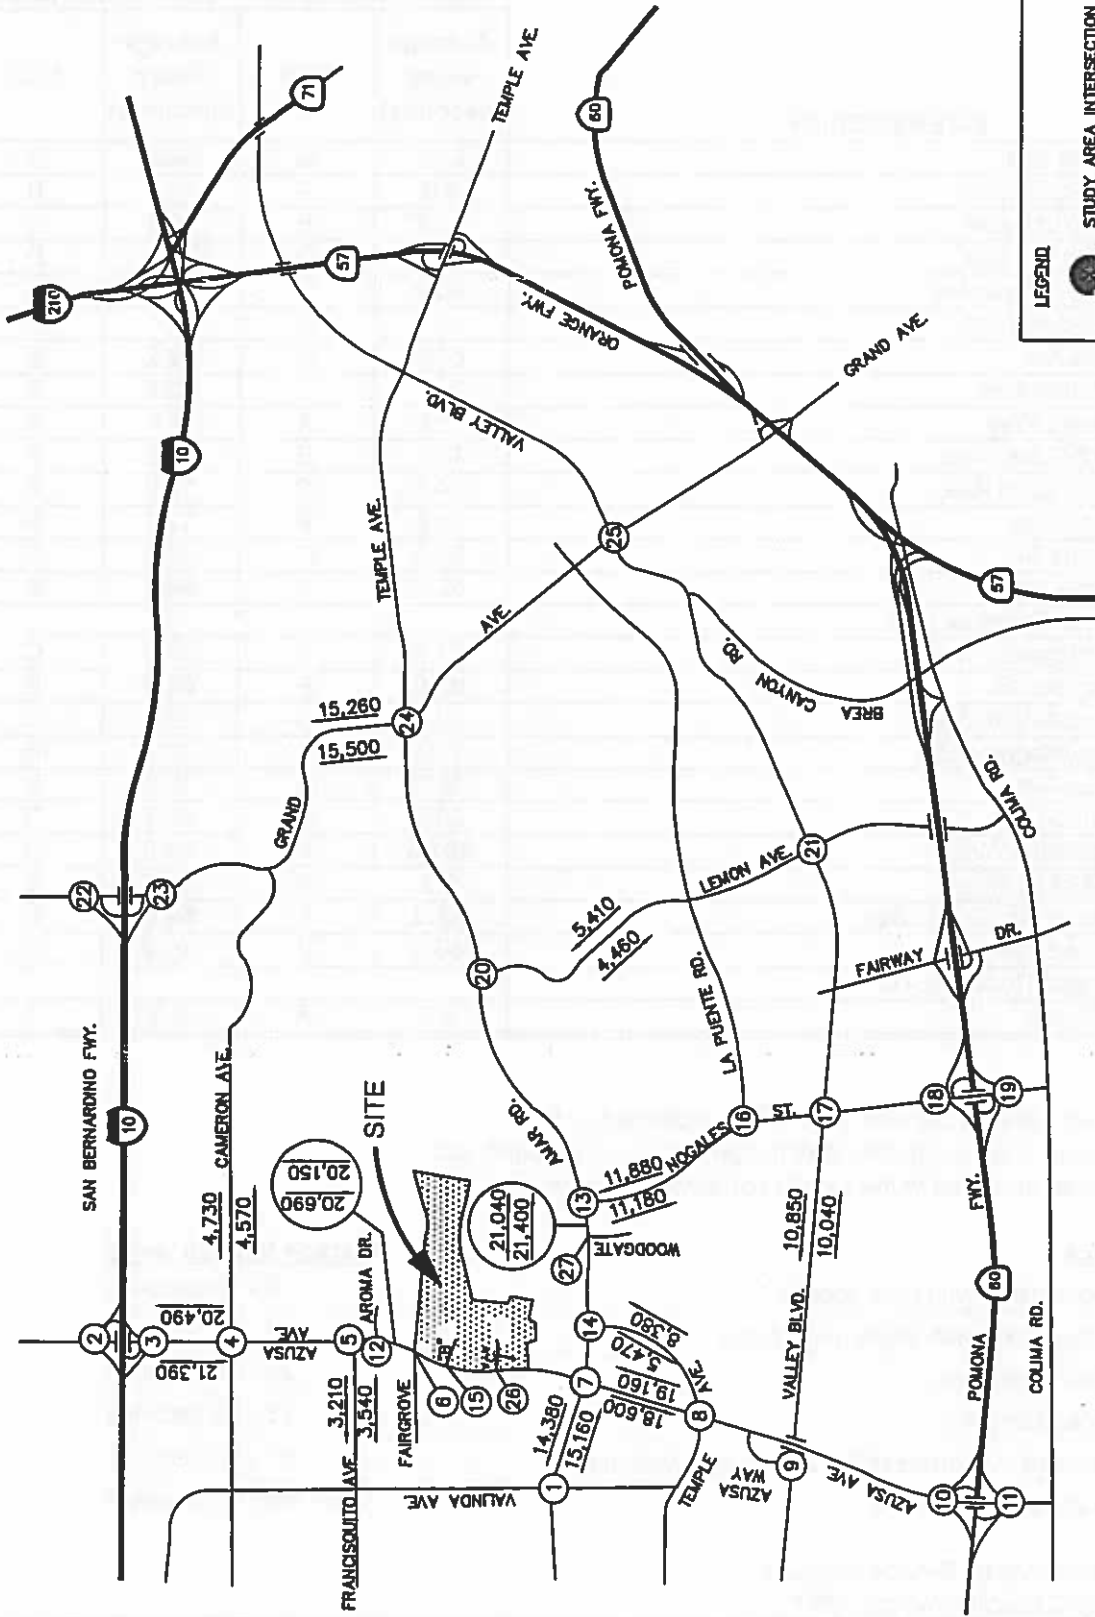 210
71
57
10
TEMPLE AVE.
60
POMONA FWY.
ORANGE FWY.
VALLEY BLVD.
TEMPLE AVE.
GRAND AVE.
LEGEND
STUDY AREA INTERSECTION
25
AVE.
57
BREA
CANYON
RD.
15,260
15,500
24
GRAND
COLIMA RD.
22
23
SAN BERNARDINO FWY.
10
21
LEMON AVE.
5,410
4,460
20
FAIRWAY
DR.
LA PUENTE RD.
CAMERON AVE.
4,730
4,570
SITE
AMAR RD.
20,690
20,150
21,040
21,400
13
11,880
11,180
NOGALES
ST.
16
17
18
19
10,850
10,040
FWY.
WOODGATE
27
2
3
20,490
21,390
4
AZUSA
AVE.
5
12
AROMA DR.
3,210
3,540
FRANCISQUITO AVE.
FAIRGROVE
6
15
26
"B"
"A"
14
7
14,380
15,160
8,380
5,470
19,160
18,600
AVE.
8
TEMPLE
VALINDA AVE.
1
VALLEY BLVD.
AZUSA
WAY
9
AZUSA AVE
10
11
60
POMONA
COLIMA RD.